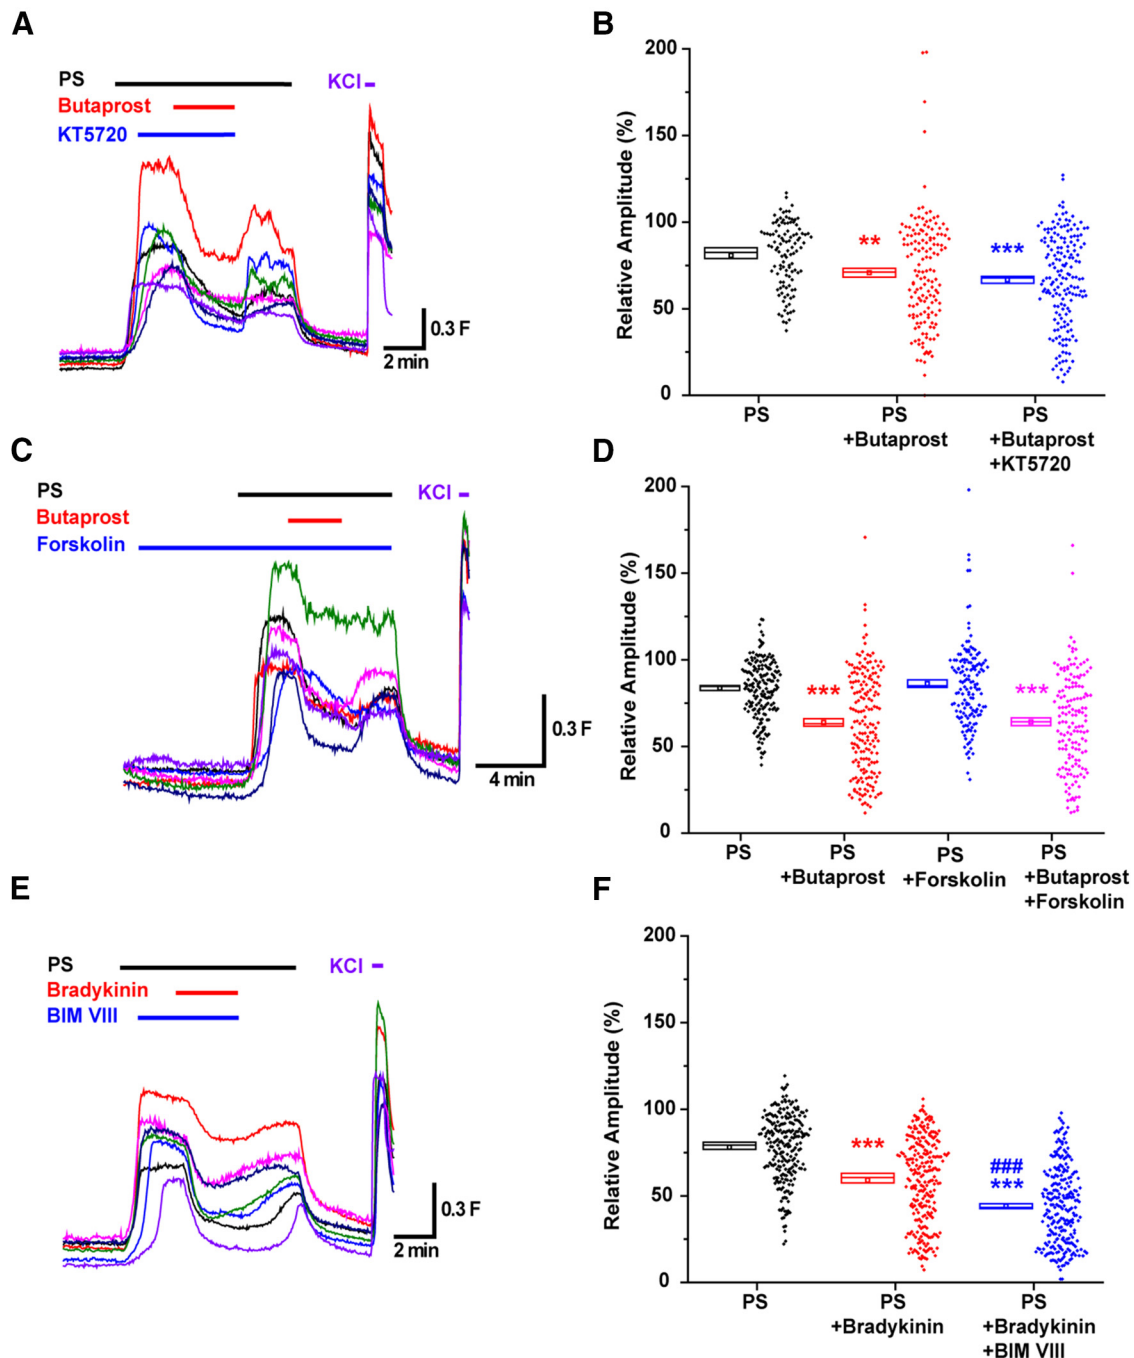 A
PS
KCl
Butaprost
KT5720
0.3 F
2 min
B
Relative Amplitude (%)
200
150
100
50
0
**
***
PS
PS
+Butaprost
PS
+Butaprost
+KT5720
C
PS
KCl
Butaprost
Forskolin
0.3 F
4 min
D
Relative Amplitude (%)
200
150
100
50
0
***
***
PS
PS
+Butaprost
PS
+Forskolin
PS
+Butaprost
+Forskolin
E
PS
KCl
Bradykinin
BIM VIII
0.3 F
2 min
F
Relative Amplitude (%)
200
150
100
50
0
***
###
***
PS
PS
+Bradykinin
PS
+Bradykinin
+BIM VIII